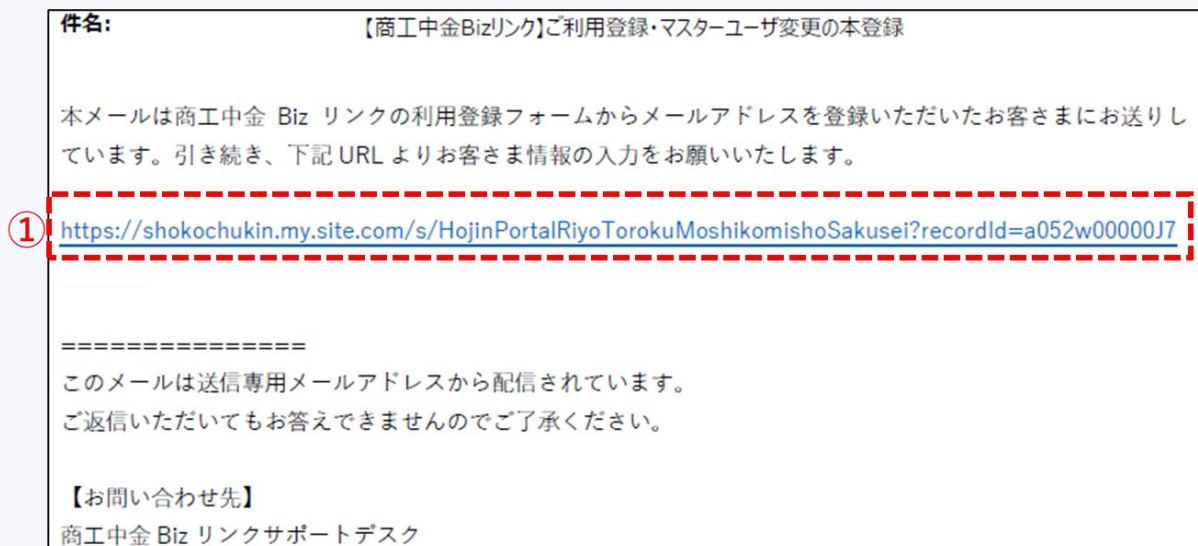 件名: 【商工中金Bizリンク】ご利用登録・マスターユーザ変更の本登録
本メールは商工中金 Biz リンクの利用登録フォームからメールアドレスを登録いただいたお客さまにお送りし
ています。引き続き、下記 URL よりお客さま情報の入力をお願いいたします。
① https://shokochukin.my.site.com/s/HojinPortalRiyoTorokuMoshikomishoSakusei?recordId=a052w00000J7
===============
このメールは送信専用メールアドレスから配信されています。
ご返信いただいてもお答えできませんのでご了承ください。
【お問い合わせ先】
商工中金 Biz リンクサポートデスク